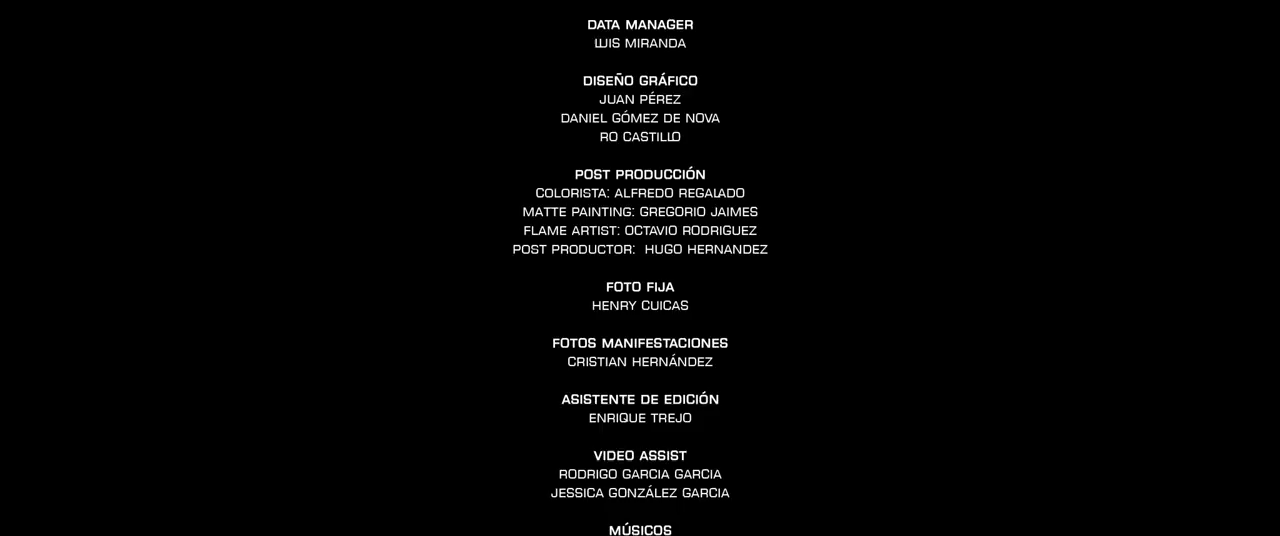 DATA MANAGER
LUIS MIRANDA
DISEÑO GRÁFICO
JUAN PÉREZ
DANIEL GÓMEZ DE NOVA
RO CASTILLO
POST PRODUCCIÓN
COLORISTA: ALFREDO REGALADO
MATTE PAINTING: GREGORIO JAIMES
FLAME ARTIST: OCTAVIO RODRIGUEZ
POST PRODUCTOR: HUGO HERNANDEZ
FOTO FIJA
HENRY CUICAS
FOTOS MANIFESTACIONES
CRISTIAN HERNÁNDEZ
ASISTENTE DE EDICIÓN
ENRIQUE TREJO
VIDEO ASSIST
RODRIGO GARCIA GARCIA
JESSICA GONZÁLEZ GARCIA
MÚSICOS